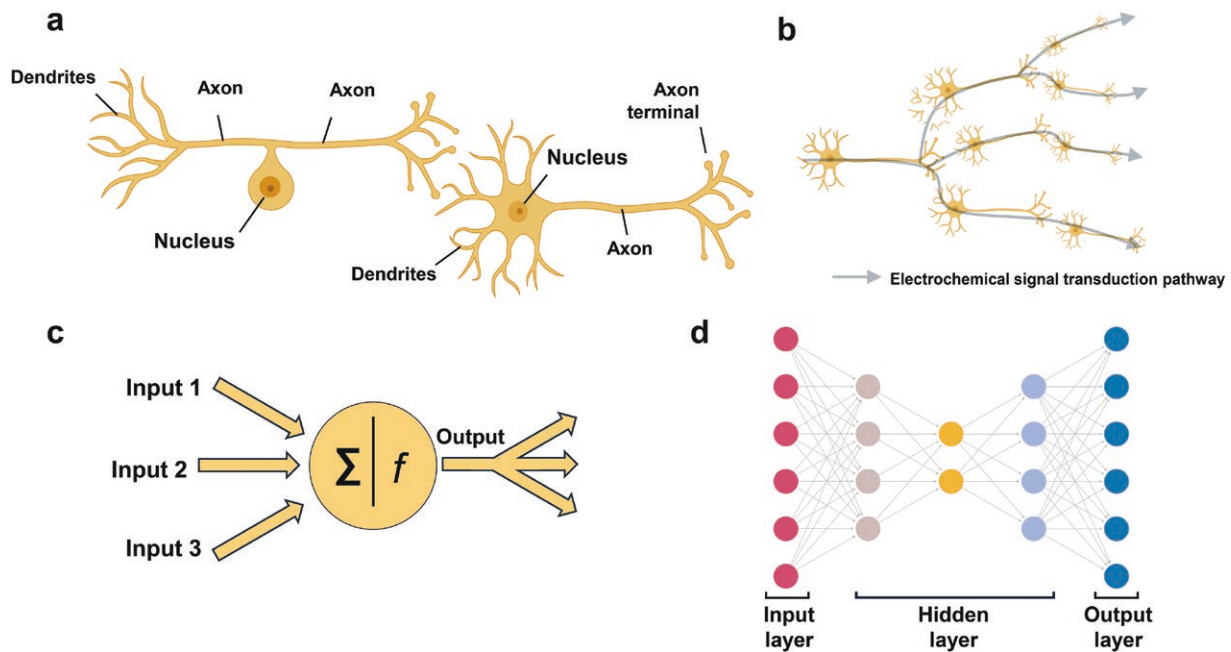 a
Dendrites
Axon
Axon
Nucleus
Axon
terminal
Nucleus
Dendrites
Axon
b
Electrochemical signal transduction pathway
c
Input 1
Input 2
Input 3
Σ
f
Output
d
Input
layer
Hidden
layer
Output
layer